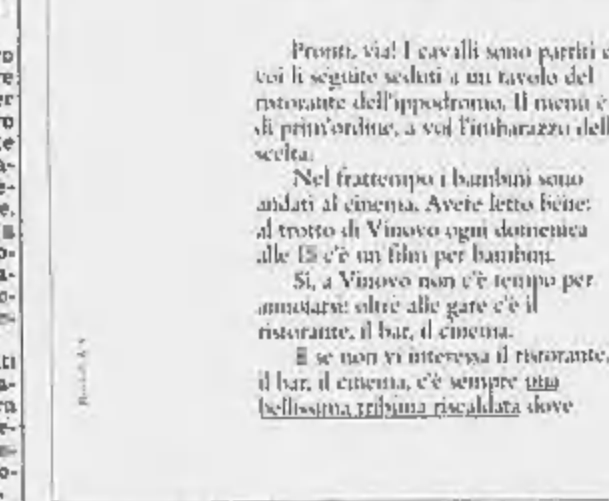 Pronti, via! I cavalli sono partiti e
voi li seguite seduti a un tavolo del
ristorante dell'ippodromo. Il menù è
di prim'ordine, a voi l'imbarazzo dell
scelta.
Nel frattempo i bambini sono
andati al cinema. Avete letto bene:
al trotto di Vinovo ogni domenica
alle 15 c'è un film per bambini.
Sì, a Vinovo non c'è tempo per
annoiarsi: oltre alle gare c'è il
ristorante, il bar, il cinema.
E se non vi interessa il ristorante,
il bar, il cinema, c'è sempre una
bellissima tribuna riscaldata dove